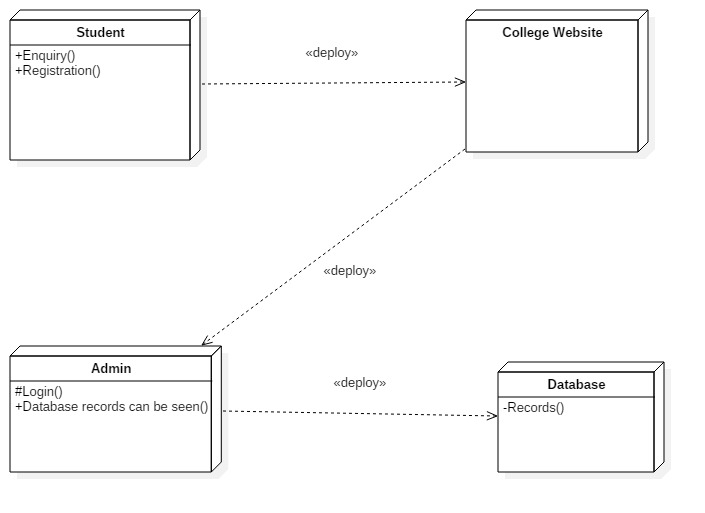 Student
+Enquiry()
+Registration()
«deploy»
College Website
«deploy»
Admin
#Login()
+Database records can be seen()
«deploy»
Database
-Records()